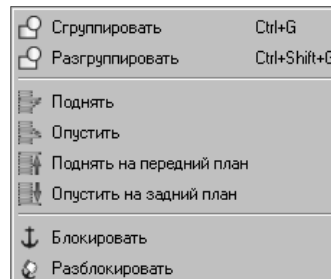 Сгруппировать Ctrl+G
Разгруппировать Ctrl+Shift+G
Поднять
Опустить
Поднять на передний план
Опустить на задний план
Блокировать
Разблокировать